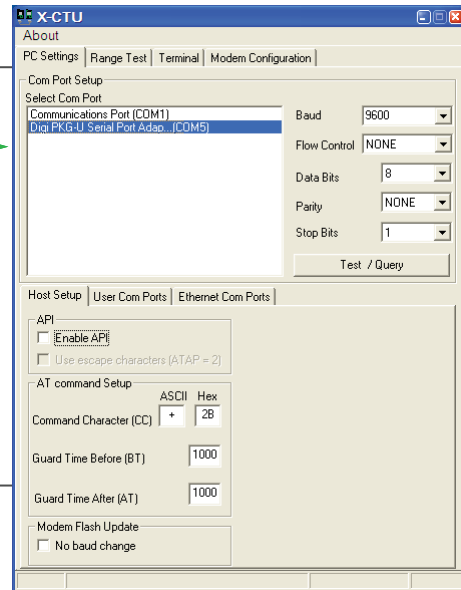 X-CTU
About
PC Settings Range Test Terminal Modem Configuration
Com Port Setup
Select Com Port
Communications Port (COM1)
Digi PKG-U Serial Port Adap...(COM5)
Baud 9600
Flow Control NONE
Data Bits 8
Parity NONE
Stop Bits 1
Test / Query
Host Setup User Com Ports Ethernet Com Ports
API
Enable API
Use escape characters (ATAP = 2)
AT command Setup
ASCII Hex
Command Character (CC) + 2B
Guard Time Before (BT) 1000
Guard Time After (AT) 1000
Modem Flash Update
No baud change